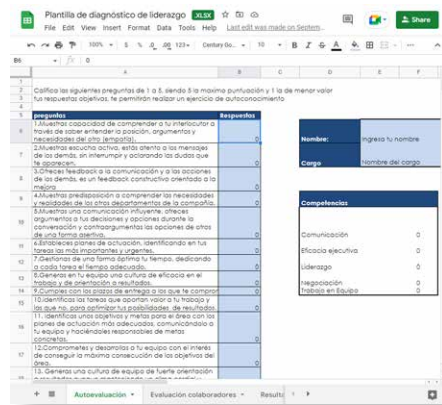 Plantilla de diagnóstico de liderazgo XLSX
File Edit View Insert Format Data Tools Help Last edit was made on Septem...
Share
100% $ % .0 .00 123 Century Go... 10 B I S A
B6 fx 0
A B C D E F
Califica las siguientes preguntas de 1 a 5, siendo 5 la maxima puntuación y 1 la de menor valor
tus respuestas objetivas, te permitirán realizar un ejercicio de autoconocimiento
preguntas Respuestas
1.Muestras capacidad de comprender a tu interlocutor a
través de saber entender la posición, argumentos y
necesidades del otro (empatía). 0
Nombre: Ingresa tu nombre
2.Muestras escucha activa, estás atento a los mensajes
de los demás, sin interrumpir y aclarando las dudas que
te aparecen. 0
Cargo Nombre del cargo
3.Ofreces feedback a la comunicación y a las acciones
de los demás, es un feedback constructivo orientado a la
mejora 0
4.Muestras predisposición a comprender las necesidades
y realidades de los otros departamentos de la compañía. 0
Competencias
5.Muestras una comunicación influyente, ofreces
argumentos a tus decisiones y opciones durante la
conversación y contraargumentas las opciones de otros
de una forma asertiva. 0
Comunicación 0
6.Estableces planes de actuación, identificando en tus
tareas las más importantes y urgentes. 0
Eficacia ejecutiva 0
7.Gestionas de una forma óptima tu tiempo, dedicando
a cada tarea el tiempo adecuado. 0
Liderazgo 0
8.Generas en tu equipo una cultura de eficacia en el
trabajo y de orientación a resultados. 0
Negociación 0
9.Cumples con los plazos de entrega a los que te compron 0
Trabajo en Equipo 0
10.Identificas las tareas que aportan valor a tu trabajo y
las que no, para optimizar tus posibilidades de resultados. 0
11. Identificas unos objetivos y metas para el área con los
planes de actuación más adecuados, comunicándolo a
tu equipo y haciéndoles responsables de metas
concretas. 0
12.Comprometes y desarrollas a tu equipo con el interés
de conseguir la máxima consecución de los objetivos del
área. 0
13. Generas una cultura de equipo de fuerte orientación
Autoevaluación Evaluación colaboradores Result